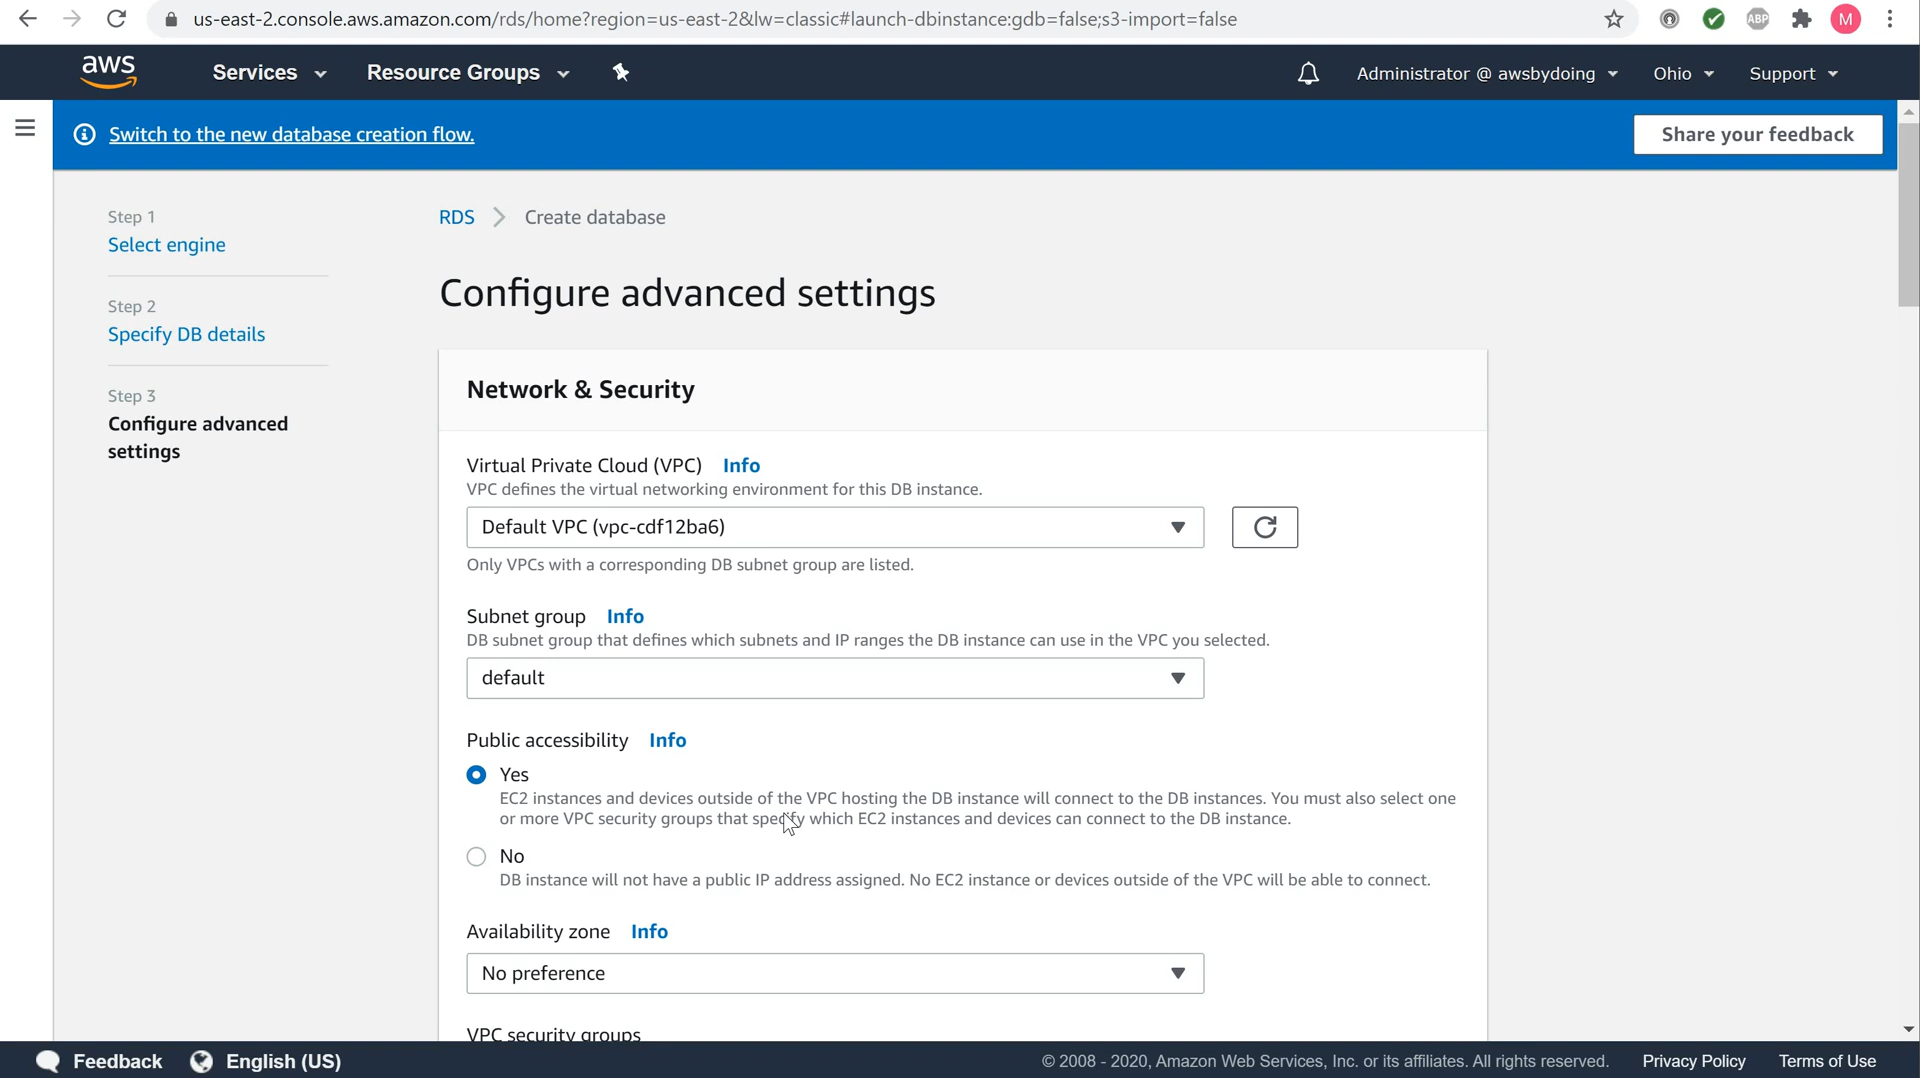 us-east-2.console.aws.amazon.com/rds/home?region=us-east-2&lw=classic#launch-dbinstance:gdb=false;s3-import=false
ABP
M
aws
Services
Resource Groups
Administrator @ awsbydoing
Ohio
Support
Switch to the new database creation flow.
Share your feedback
Step 1
Select engine
Step 2
Specify DB details
Step 3
Configure advanced
settings
RDS
Create database
Configure advanced settings
Network & Security
Virtual Private Cloud (VPC) Info
VPC defines the virtual networking environment for this DB instance.
Default VPC (vpc-cdf12ba6)
Only VPCs with a corresponding DB subnet group are listed.
Subnet group Info
DB subnet group that defines which subnets and IP ranges the DB instance can use in the VPC you selected.
default
Public accessibility Info
Yes
EC2 instances and devices outside of the VPC hosting the DB instance will connect to the DB instances. You must also select one
or more VPC security groups that specify which EC2 instances and devices can connect to the DB instance.
No
DB instance will not have a public IP address assigned. No EC2 instance or devices outside of the VPC will be able to connect.
Availability zone Info
No preference
VPC security groups
Feedback
English (US)
© 2008 - 2020, Amazon Web Services, Inc. or its affiliates. All rights reserved.
Privacy Policy
Terms of Use